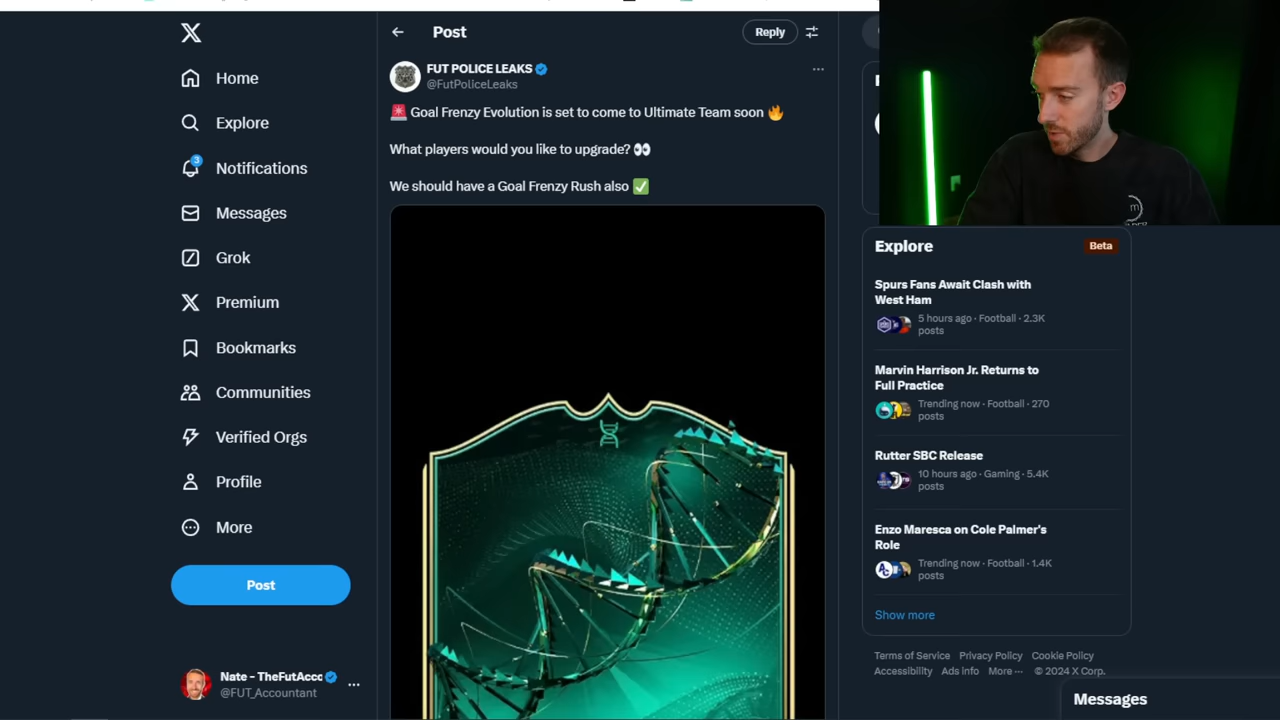 Post
Reply
FUT POLICE LEAKS
@FutPoliceLeaks
🚨 Goal Frenzy Evolution is set to come to Ultimate Team soon 🔥
What players would you like to upgrade? 👀
We should have a Goal Frenzy Rush also ✅
Home
Explore
3
Notifications
Messages
Grok
Premium
Bookmarks
Communities
Verified Orgs
Profile
More
Post
Nate - TheFutAcc
@FUT_Accountant
Explore
Beta
Spurs Fans Await Clash with
West Ham
5 hours ago · Football · 2.3K
posts
Marvin Harrison Jr. Returns to
Full Practice
Trending now · Football · 270
posts
Rutter SBC Release
10 hours ago · Gaming · 5.4K
posts
Enzo Maresca on Cole Palmer's
Role
Trending now · Football · 1.4K
posts
Show more
Terms of Service Privacy Policy Cookie Policy
Accessibility Ads info More ··· © 2024 X Corp.
Messages